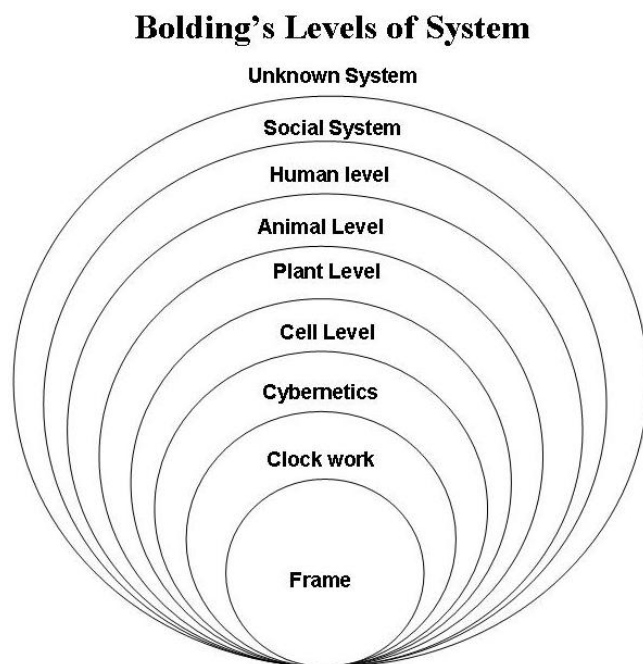 Bolding’s Levels of System
Unknown System
Social System
Human level
Animal Level
Plant Level
Cell Level
Cybernetics
Clock work
Frame